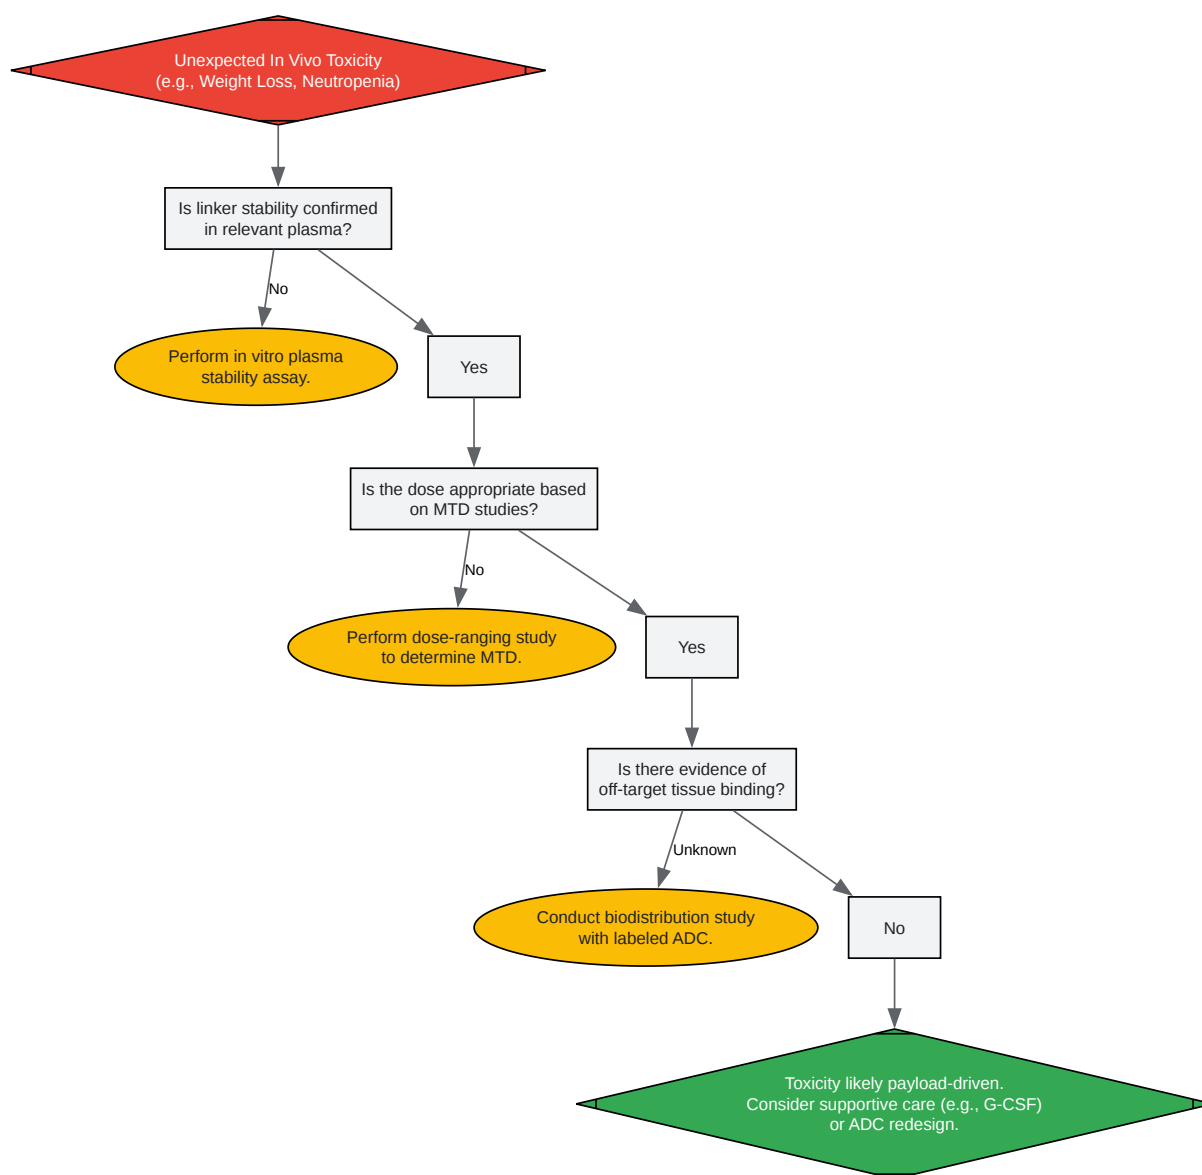 Unexpected In Vivo Toxicity
(e.g., Weight Loss, Neutropenia)
Is linker stability confirmed
in relevant plasma?
No
Perform in vitro plasma
stability assay.
Yes
Is the dose appropriate based
on MTD studies?
No
Perform dose-ranging study
to determine MTD.
Yes
Is there evidence of
off-target tissue binding?
Unknown
Conduct biodistribution study
with labeled ADC.
No
Toxicity likely payload-driven.
Consider supportive care (e.g., G-CSF)
or ADC redesign.